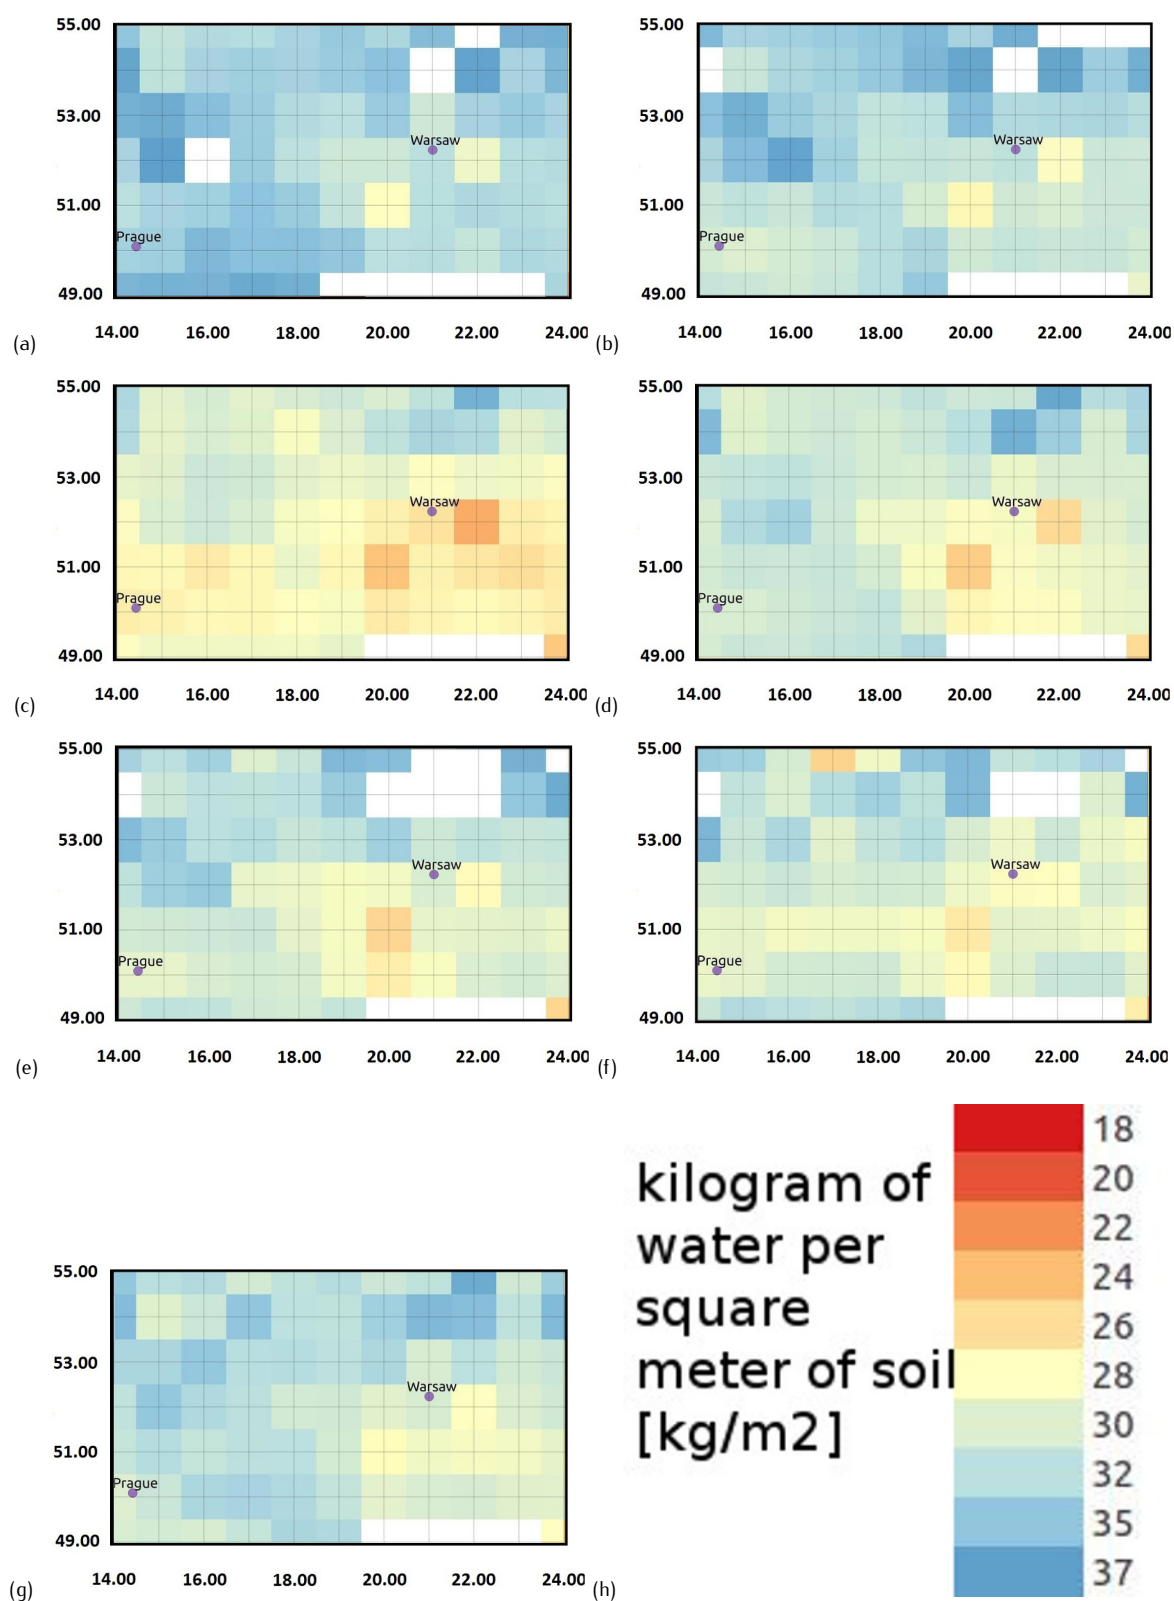 55.00
53.00
Warsaw
51.00
Prague
49.00
(a) 14.00 16.00 18.00 20.00 22.00 24.00
55.00
53.00
Warsaw
51.00
Prague
49.00
(b) 14.00 16.00 18.00 20.00 22.00 24.00
55.00
53.00
Warsaw
51.00
Prague
49.00
(c) 14.00 16.00 18.00 20.00 22.00 24.00
55.00
53.00
Warsaw
51.00
Prague
49.00
(d) 14.00 16.00 18.00 20.00 22.00 24.00
55.00
53.00
Warsaw
51.00
Prague
49.00
(e) 14.00 16.00 18.00 20.00 22.00 24.00
55.00
53.00
Warsaw
51.00
Prague
49.00
(f) 14.00 16.00 18.00 20.00 22.00 24.00
55.00
53.00
Warsaw
51.00
Prague
49.00
(g) 14.00 16.00 18.00 20.00 22.00 24.00
kilogram of
water per
square
meter of soil
[kg/m2]
18
20
22
24
26
28
30
32
35
37
(h)